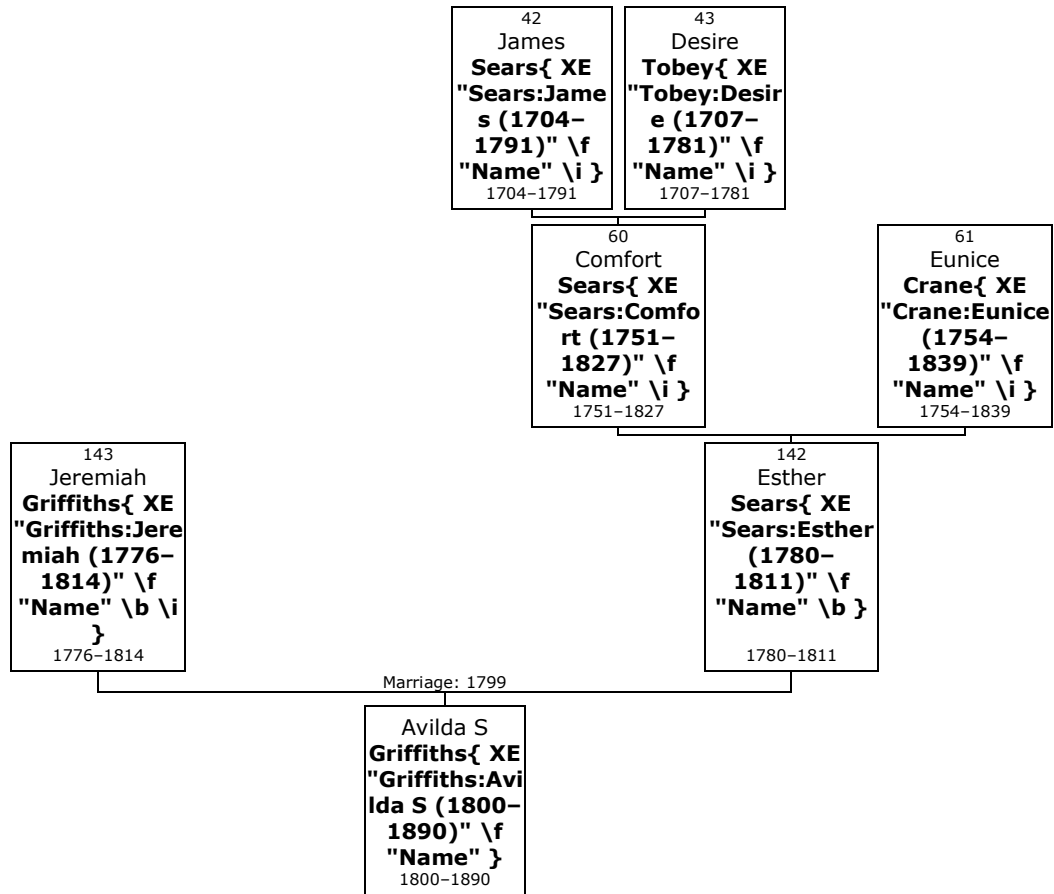 42
James
Sears{ XE
"Sears:Jame
s (1704–
1791)" \f
"Name" \i }
1704–1791
43
Desire
Tobey{ XE
"Tobey:Desir
e (1707–
1781)" \f
"Name" \i }
1707–1781
60
Comfort
Sears{ XE
"Sears:Comfo
rt (1751–
1827)" \f
"Name" \i }
1751–1827
61
Eunice
Crane{ XE
"Crane:Eunice
(1754–
1839)" \f
"Name" \i }
1754–1839
143
Jeremiah
Griffiths{ XE
"Griffiths:Jere
miah (1776–
1814)" \f
"Name" \b \i
}
1776–1814
142
Esther
Sears{ XE
"Sears:Esther
(1780–
1811)" \f
"Name" \b }
1780–1811
Marriage: 1799
Avilda S
Griffiths{ XE
"Griffiths:Avi
lda S (1800–
1890)" \f
"Name" }
1800–1890